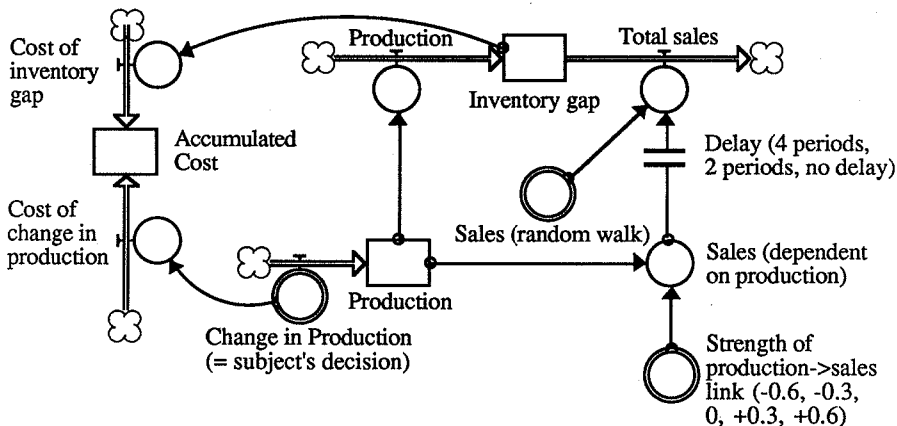 Cost of
inventory
gap
Production
Total sales
Inventory gap
Accumulated
Cost
Delay (4 periods,
2 periods, no delay)
Cost of
change in
production
Sales (random walk)
Sales (dependent
on production)
Production
Change in Production
(= subject's decision)
Strength of
production->sales
link (-0.6, -0.3,
0, +0.3, +0.6)